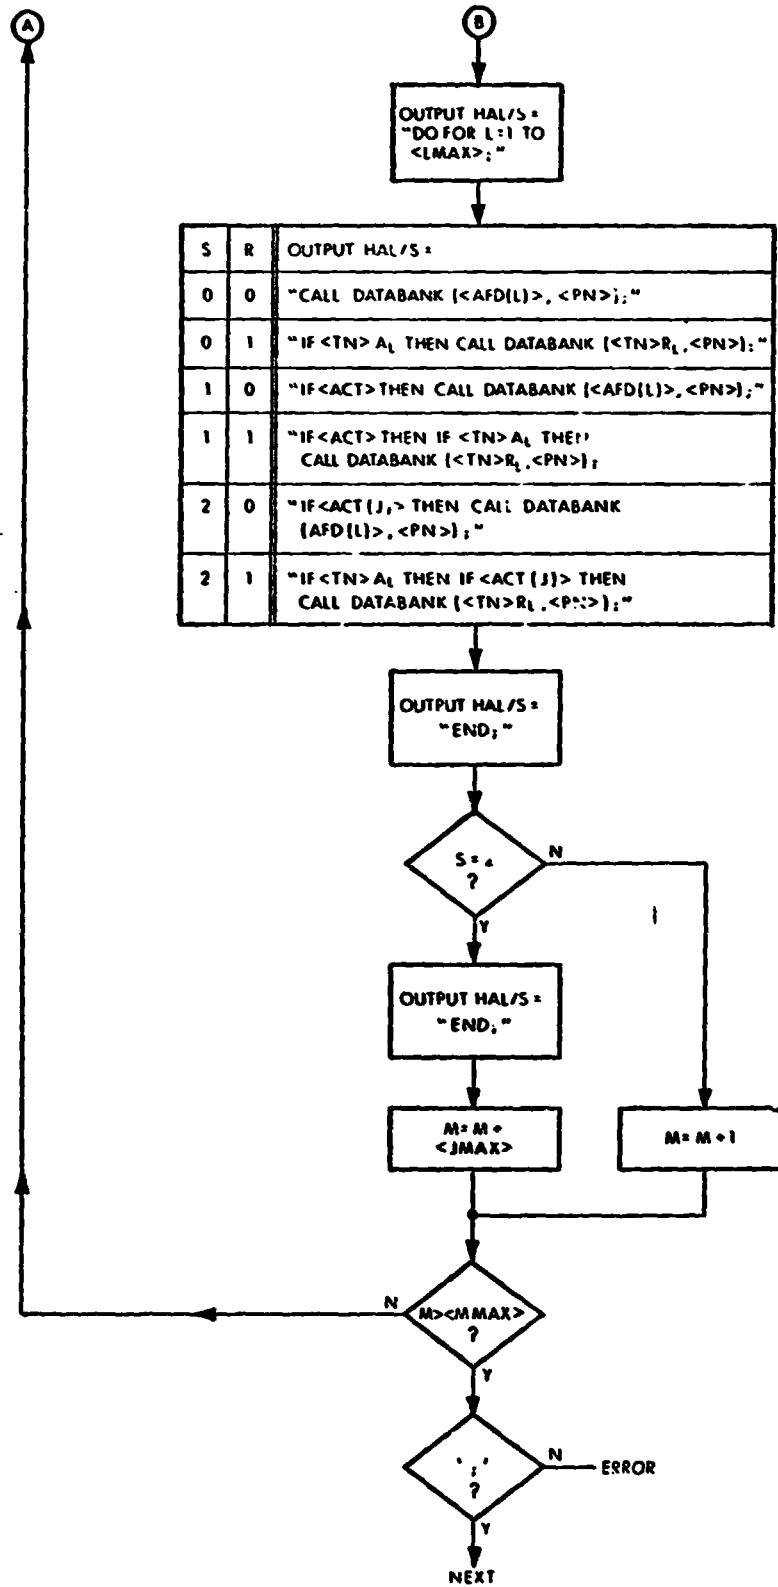 A
B
OUTPUT HAL/S =
"DO FOR L=1 TO
<LMAX>;"
S R OUTPUT HAL/S =
0 0 "CALL DATABANK (<AFD(L)>, <PN>);"
0 1 "IF <TN> A_L THEN CALL DATABANK (<TN>R_L,<PN>);"
1 0 "IF<ACT>THEN CALL DATABANK (<AFD(L)>,<PN>);"
1 1 "IF<ACT>THEN IF <TN>A_L THEN
CALL DATABANK (<TN>R_L,<PN>);
2 0 "IF<ACT(J)> THEN CALL DATABANK
(AFD(L)>,<PN>);"
2 1 "IF<TN>A_L THEN IF<ACT(J)> THEN
CALL DATABANK (<TN>R_L,<PN>);"
OUTPUT HAL/S =
"END;"
S =
?
N
Y
OUTPUT HAL/S =
"END;"
M=M+
<JMAX>
M=M+1
N
M><MMAX>
?
Y
';'
?
N
ERROR
Y
NEXT